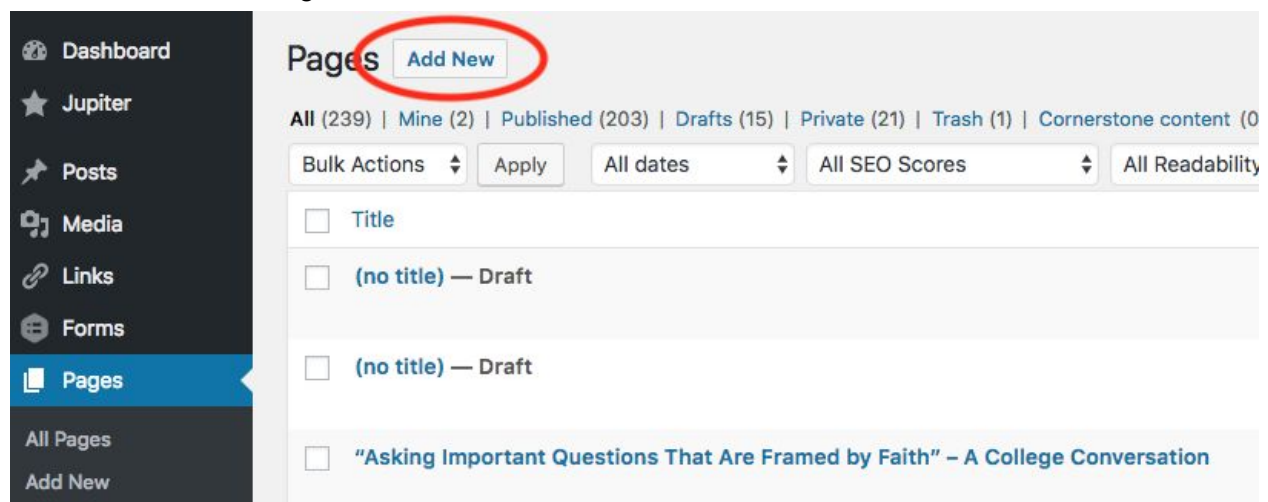 Dashboard
Jupiter
Posts
Media
Links
Forms
Pages
All Pages
Add New
Pages Add New
All (239) | Mine (2) | Published (203) | Drafts (15) | Private (21) | Trash (1) | Cornerstone content (0
Bulk Actions Apply All dates All SEO Scores All Readability
Title
(no title) — Draft
(no title) — Draft
“Asking Important Questions That Are Framed by Faith” – A College Conversation